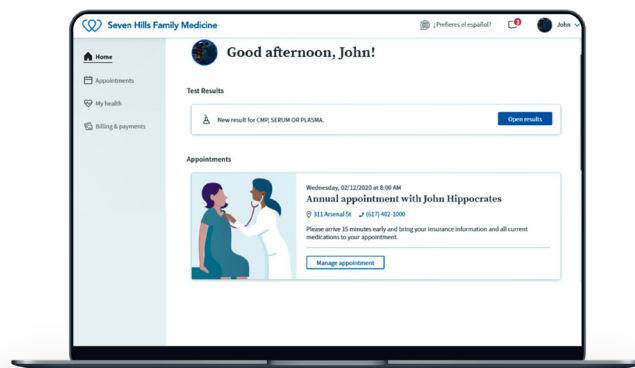 Seven Hills Family Medicine
¿Prefieres el español?
3
John
Home
Appointments
My health
Billing & payments
Good afternoon, John!
Test Results
New result for CMP, SERUM OR PLASMA.
Open results
Appointments
Wednesday, 02/12/2020 at 8:00 AM
Annual appointment with John Hippocrates
311 Arsenal St (617) 402-1000
Please arrive 15 minutes early and bring your insurance information and all current
medications to your appointment.
Manage appointment